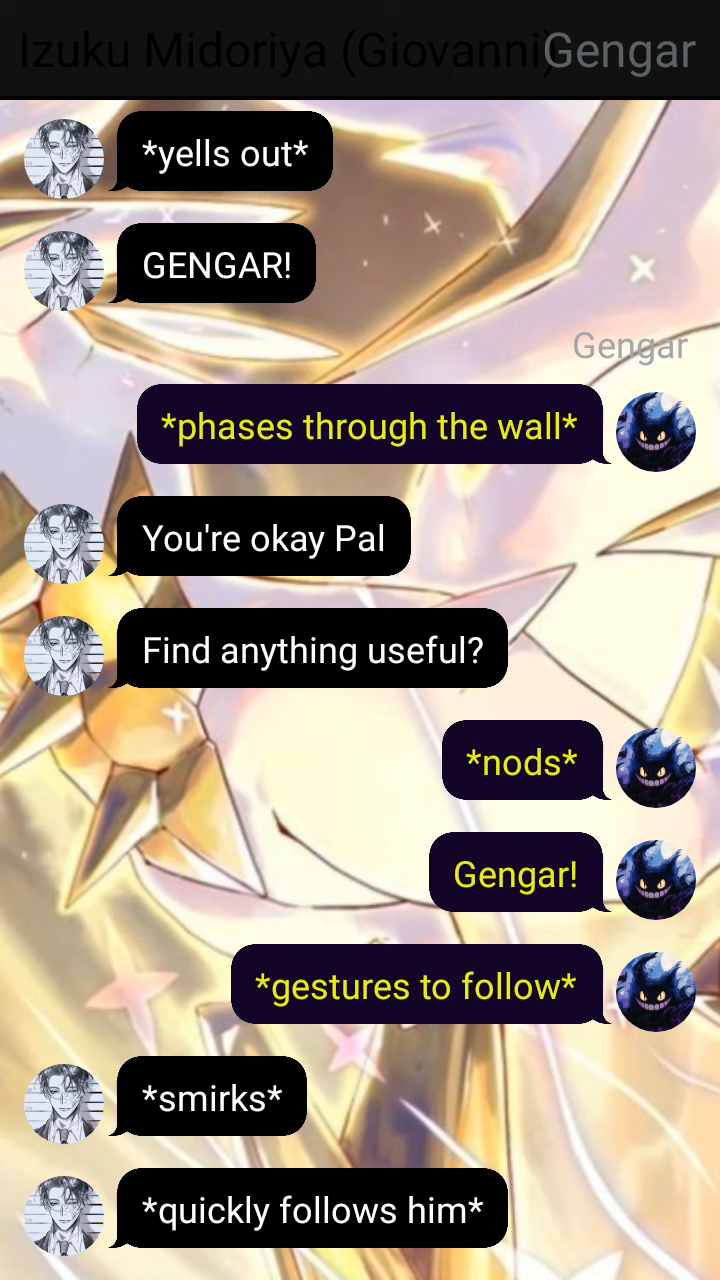 Izuku Midoriya (Giovanni)
Gengar
*yells out*
GENGAR!
Gengar
*phases through the wall*
You're okay Pal
Find anything useful?
*nods*
Gengar!
*gestures to follow*
*smirks*
*quickly follows him*